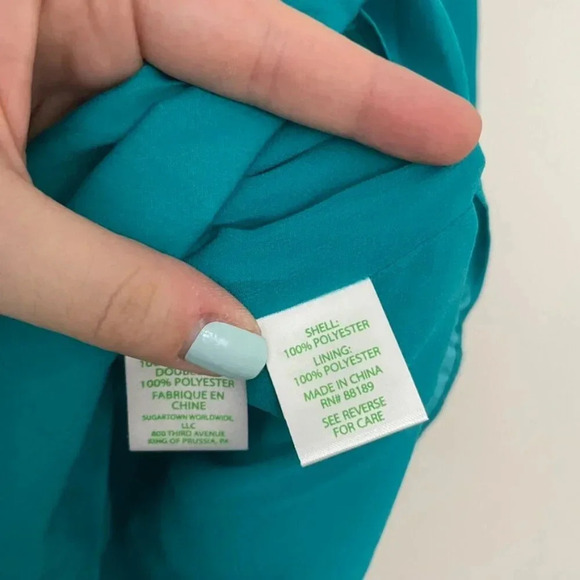 SHELL:
100% POLYESTER
LINING:
100% POLYESTER
MADE IN CHINA
RN# 88189
SEE REVERSE
FOR CARE
100% POLYESTER
FABRIQUE EN
CHINE
SUGARTOWN WORLDWIDE,
LLC
800 THIRD AVENUE
KING OF PRUSSIA, PA